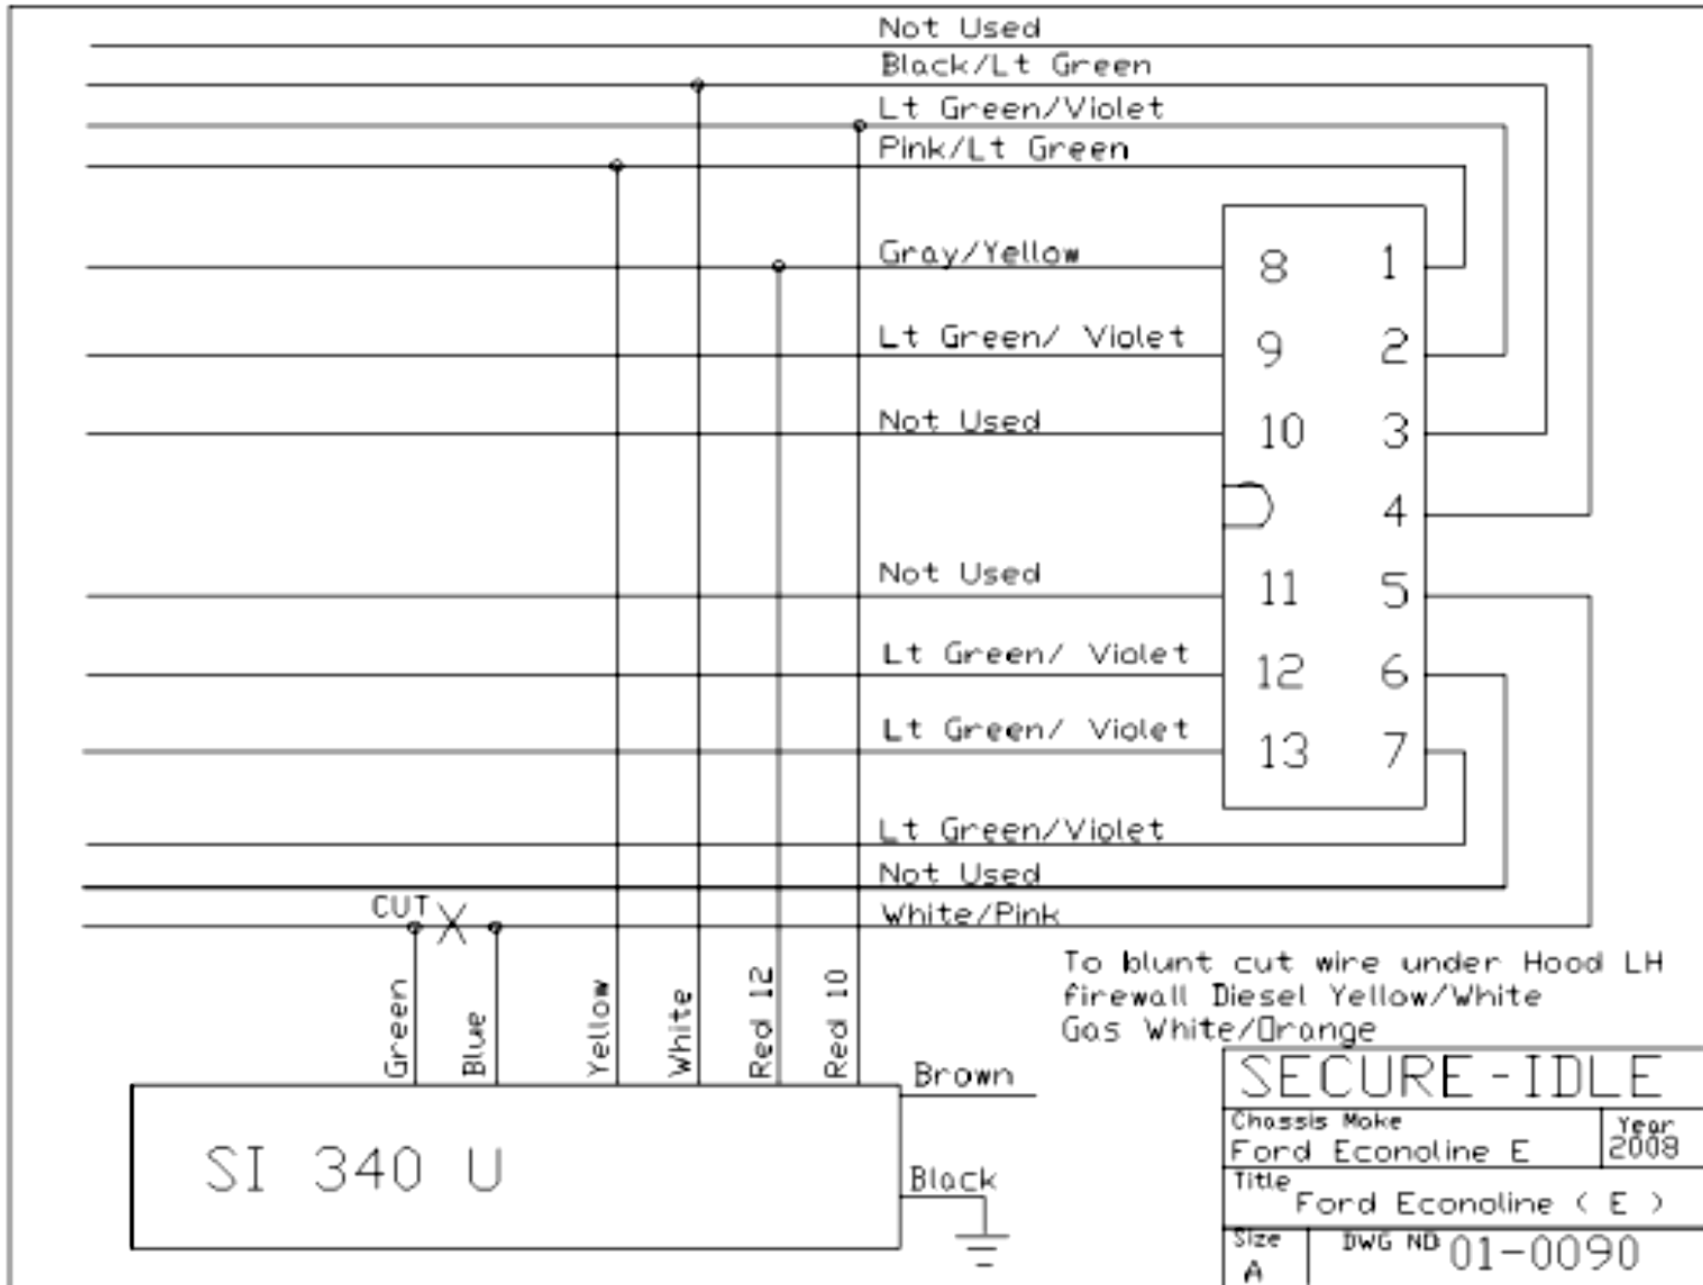 Not Used
Black/Lt Green
Lt Green/Violet
Pink/Lt Green
Gray/Yellow
8 1
Lt Green/ Violet
9 2
Not Used
10 3
4
Not Used
11 5
Lt Green/ Violet
12 6
Lt Green/ Violet
13 7
Lt Green/Violet
Not Used
CUT
White/Pink
To blunt cut wire under Hood LH
firewall Diesel Yellow/White
Gas White/Orange
Green
Blue
Yellow
White
Red 12
Red 10
Brown
Black
SI 340 U
SECURE-IDLE
Chassis Make
Ford Econoline E
Year
2008
Title
Ford Econoline ( E )
Size
A
DWG NO
01-0090